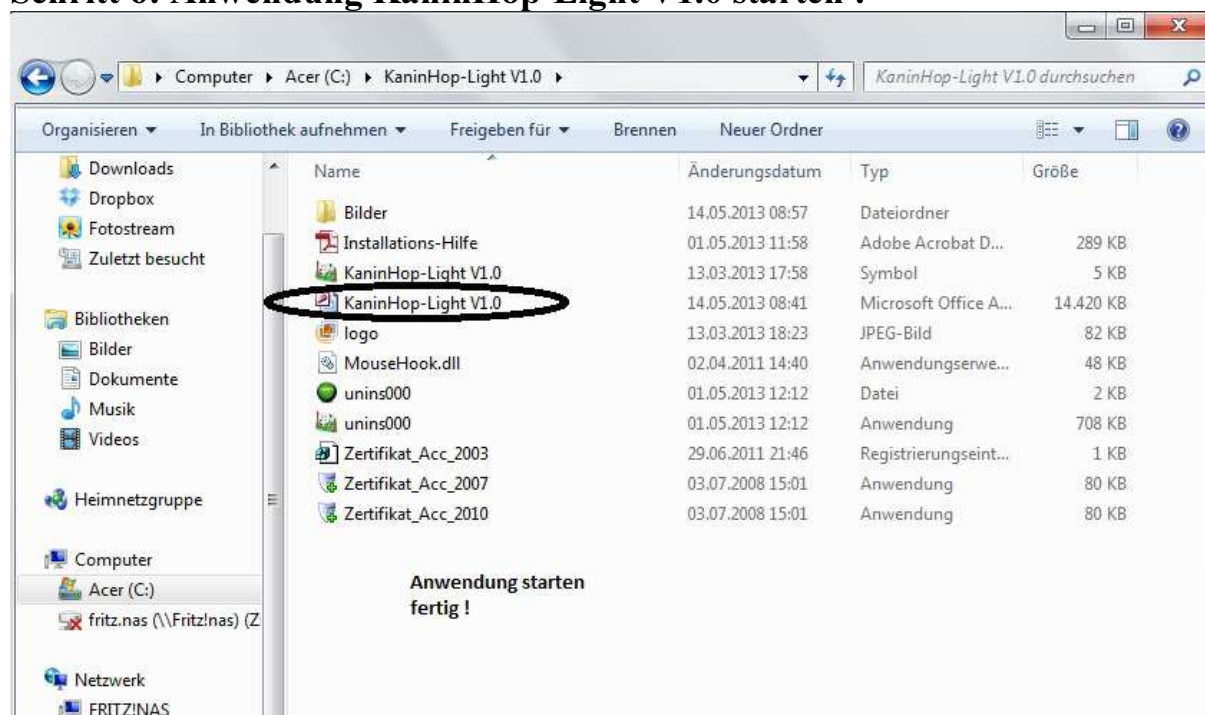 Schritt 6: Anwendung KaninHop-Light V1.0 starten !
Computer Acer (C:) KaninHop-Light V1.0
KaninHop-Light V1.0 durchsuchen
Organisieren In Bibliothek aufnehmen Freigeben für Brennen Neuer Ordner
Downloads
Dropbox
Fotostream
Zuletzt besucht
Bibliotheken
Bilder
Dokumente
Musik
Videos
Heimnetzgruppe
Computer
Acer (C:)
fritz.nas (\\Fritz!nas) (Z
Netzwerk
FRITZ!NAS
Name Änderungsdatum Typ Größe
Bilder 14.05.2013 08:57 Dateiordner
Installations-Hilfe 01.05.2013 11:58 Adobe Acrobat D... 289 KB
KaninHop-Light V1.0 13.03.2013 17:58 Symbol 5 KB
KaninHop-Light V1.0 14.05.2013 08:41 Microsoft Office A... 14.420 KB
logo 13.03.2013 18:23 JPEG-Bild 82 KB
MouseHook.dll 02.04.2011 14:40 Anwendungserwe... 48 KB
unins000 01.05.2013 12:12 Datei 2 KB
unins000 01.05.2013 12:12 Anwendung 708 KB
Zertifikat_Acc_2003 29.06.2011 21:46 Registrierungseint... 1 KB
Zertifikat_Acc_2007 03.07.2008 15:01 Anwendung 80 KB
Zertifikat_Acc_2010 03.07.2008 15:01 Anwendung 80 KB
Anwendung starten
fertig !